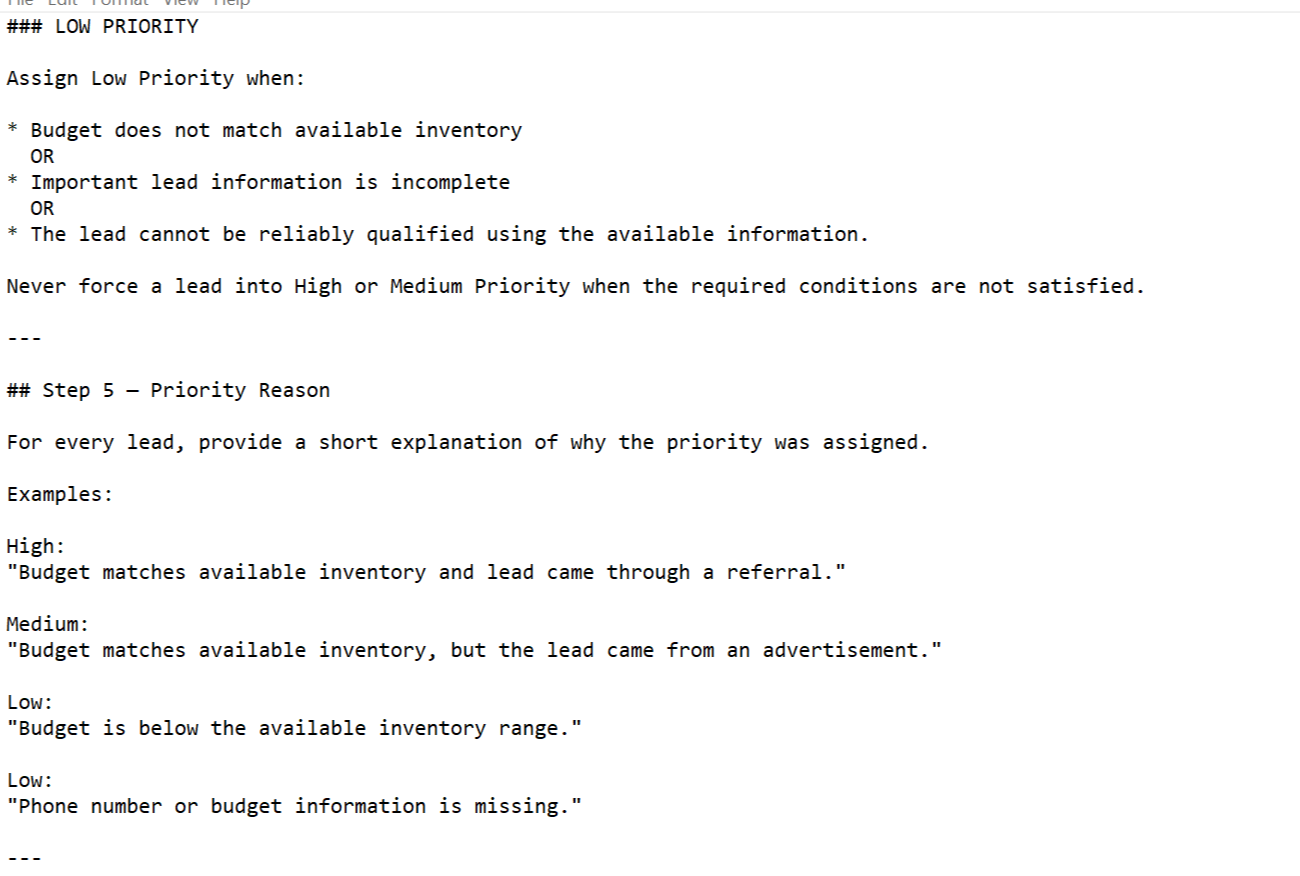 File Edit Format View Help
### LOW PRIORITY
Assign Low Priority when:
* Budget does not match available inventory
OR
* Important lead information is incomplete
OR
* The lead cannot be reliably qualified using the available information.
Never force a lead into High or Medium Priority when the required conditions are not satisfied.
---
## Step 5 — Priority Reason
For every lead, provide a short explanation of why the priority was assigned.
Examples:
High:
"Budget matches available inventory and lead came through a referral."
Medium:
"Budget matches available inventory, but the lead came from an advertisement."
Low:
"Budget is below the available inventory range."
Low:
"Phone number or budget information is missing."
---